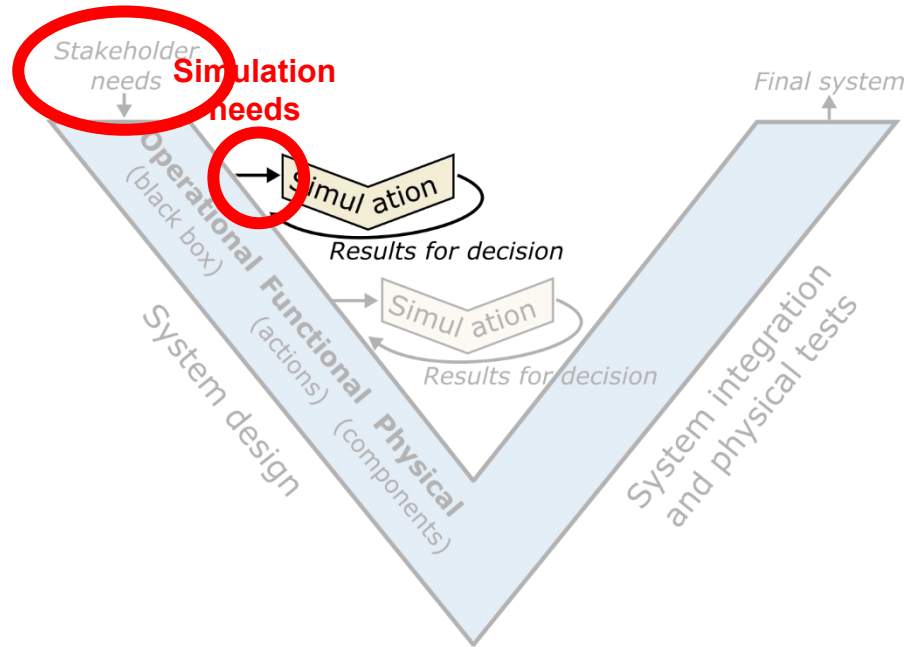 Stakeholder
needs
Simulation
needs
Final system
Operational Functional Physical
(black box) (actions) (components)
Simul ation
Results for decision
Simul ation
Results for decision
System design
System integration
and physical tests